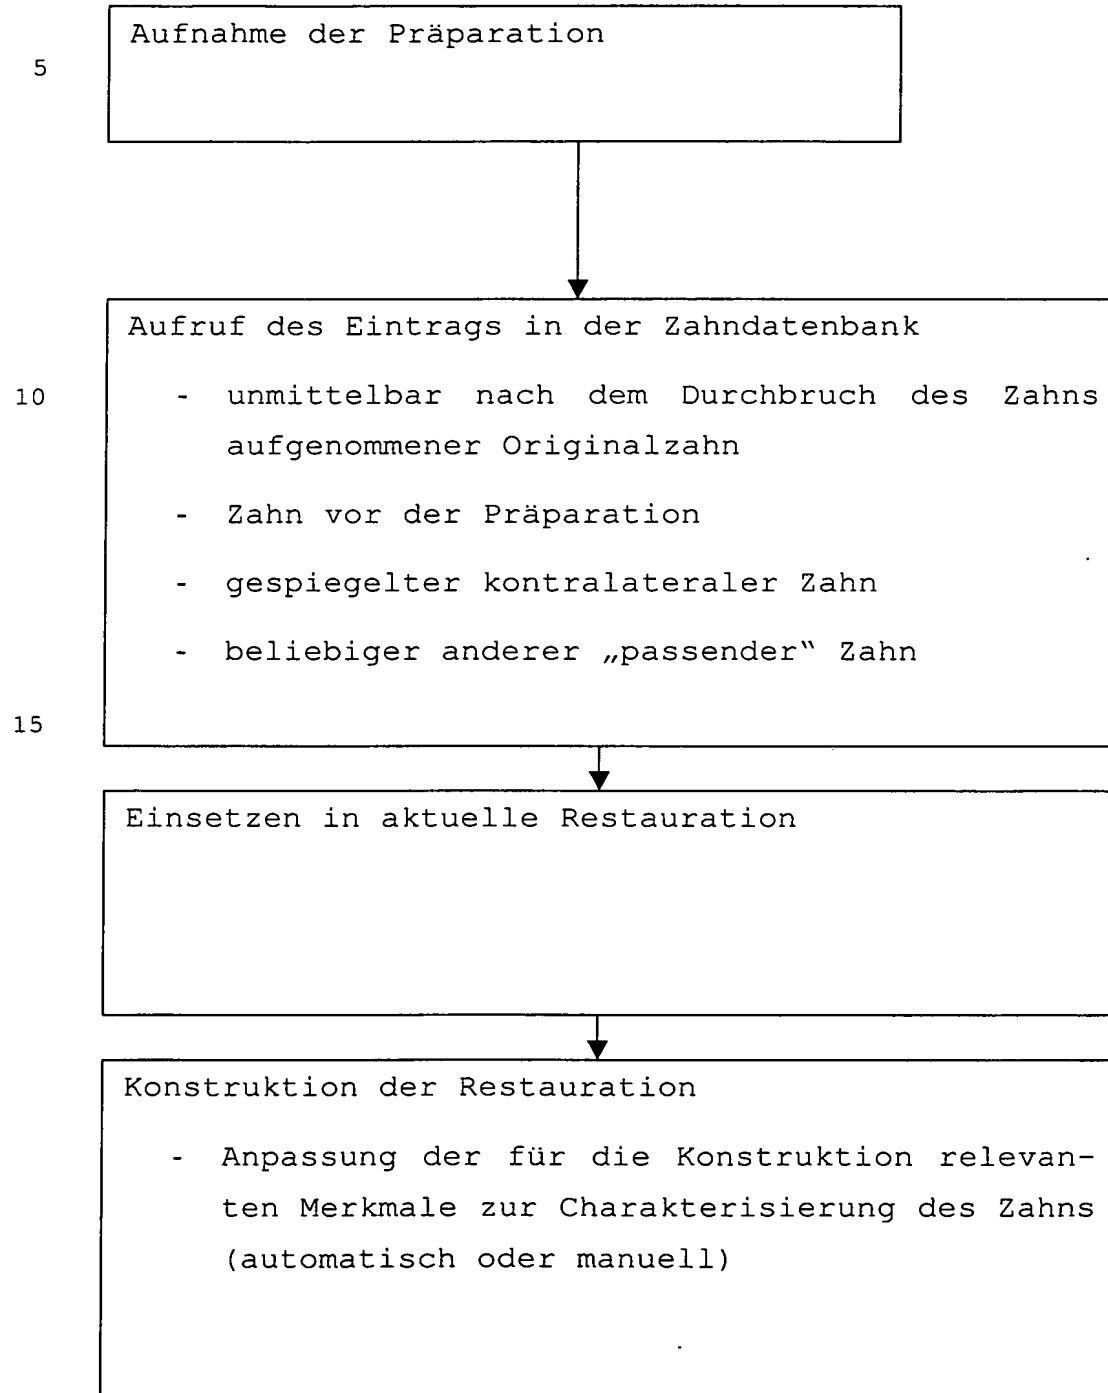 Aufnahme der Präparation
5
Aufruf des Eintrags in der Zahndatenbank
10 - unmittelbar nach dem Durchbruch des Zahns
aufgenommener Originalzahn
- Zahn vor der Präparation
- gespiegelter kontralateraler Zahn
- beliebiger anderer „passender“ Zahn
15
Einsetzen in aktuelle Restauration
Konstruktion der Restauration
- Anpassung der für die Konstruktion relevan-
ten Merkmale zur Charakterisierung des Zahns
(automatisch oder manuell)